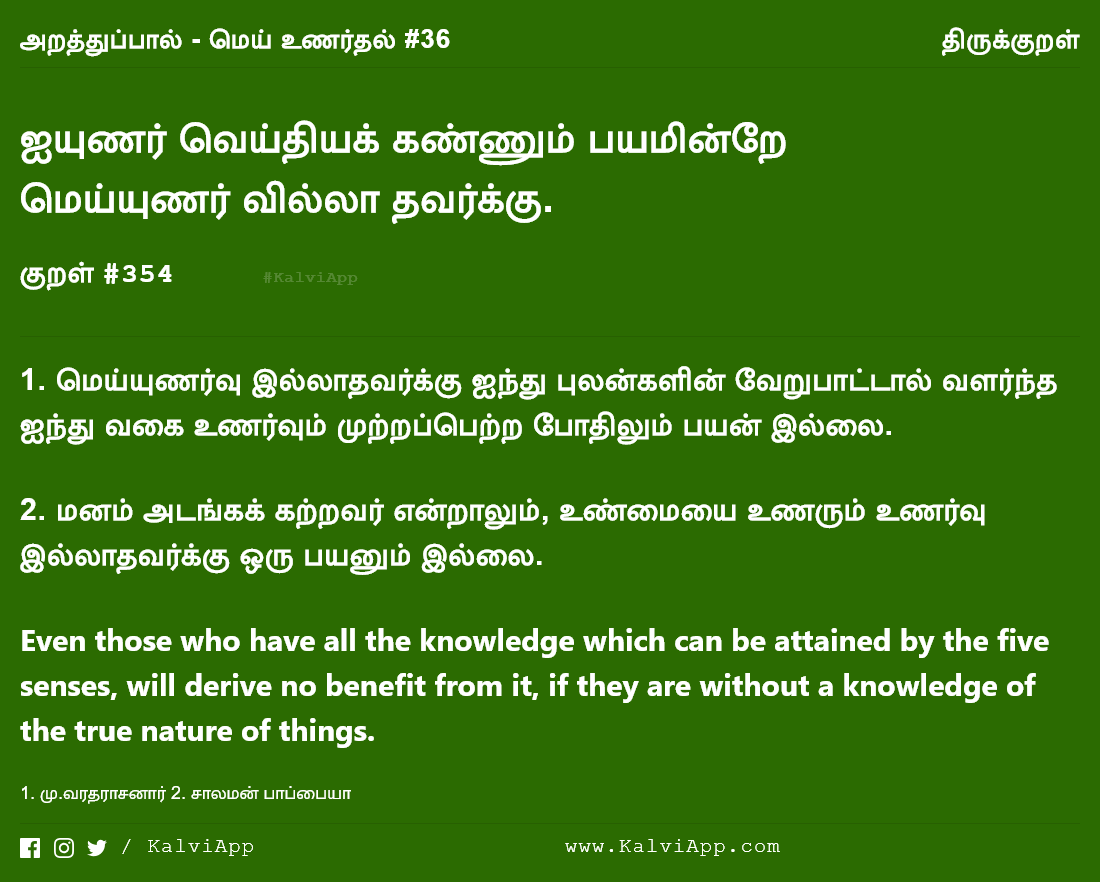 அறத்துப்பால் - மெய் உணர்தல் #36 திருக்குறள்
ஐயுணர் வெய்தியக் கண்ணும் பயமின்றே
மெய்யுணர் வில்லா தவர்க்கு.
குறள் #354 #KalviApp
1. மெய்யுணர்வு இல்லாதவர்க்கு ஐந்து புலன்களின் வேறுபாட்டால் வளர்ந்த
ஐந்து வகை உணர்வும் முற்றப்பெற்ற போதிலும் பயன் இல்லை.
2. மனம் அடங்கக் கற்றவர் என்றாலும், உண்மையை உணரும் உணர்வு
இல்லாதவர்க்கு ஒரு பயனும் இல்லை.
Even those who have all the knowledge which can be attained by the five
senses, will derive no benefit from it, if they are without a knowledge of
the true nature of things.
1. மு.வரதராசனார் 2. சாலமன் பாப்பையா
/ KalviApp www.KalviApp.com